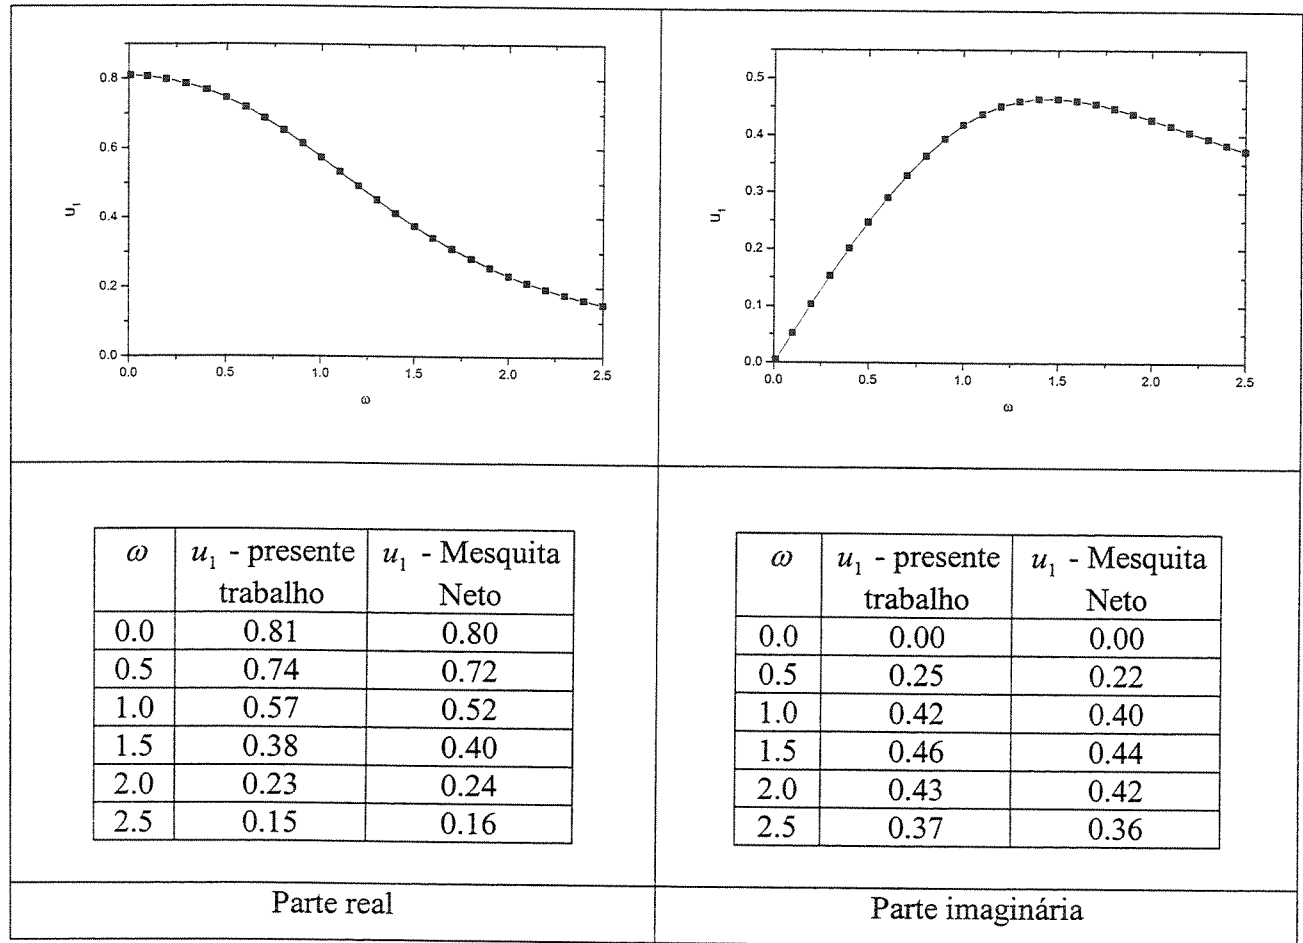 0.8
0.6
0.4
0.2
0.0
u₁
0.0 0.5 1.0 1.5 2.0 2.5
ω
0.5
0.4
0.3
0.2
0.1
0.0
u₁
0.0 0.5 1.0 1.5 2.0 2.5
ω
ω u₁ - presente u₁ - Mesquita
trabalho Neto
0.0 0.81 0.80
0.5 0.74 0.72
1.0 0.57 0.52
1.5 0.38 0.40
2.0 0.23 0.24
2.5 0.15 0.16
ω u₁ - presente u₁ - Mesquita
trabalho Neto
0.0 0.00 0.00
0.5 0.25 0.22
1.0 0.42 0.40
1.5 0.46 0.44
2.0 0.43 0.42
2.5 0.37 0.36
Parte real
Parte imaginária